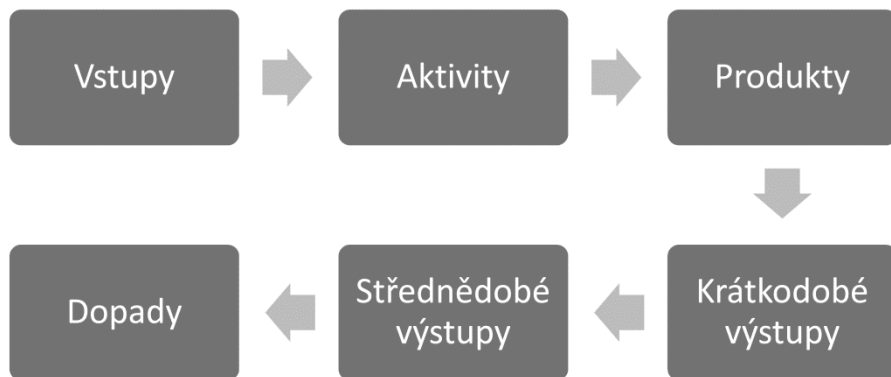 Vstupy
Aktivity
Produkty
Krátkodobé
výstupy
Střednědobé
výstupy
Dopady